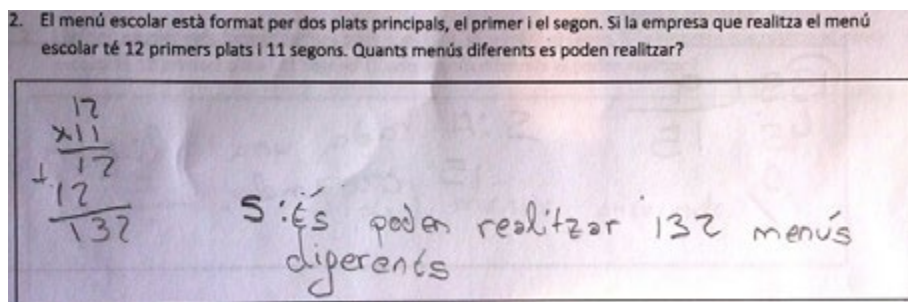 2. El menú escolar està format per dos plats principals, el primer i el segon. Si la empresa que realitza el menú
escolar té 12 primers plats i 11 segons. Quants menús diferents es poden realitzar?
12
x11
12
+12
132
S: És poden realitzar 132 menús
diferents